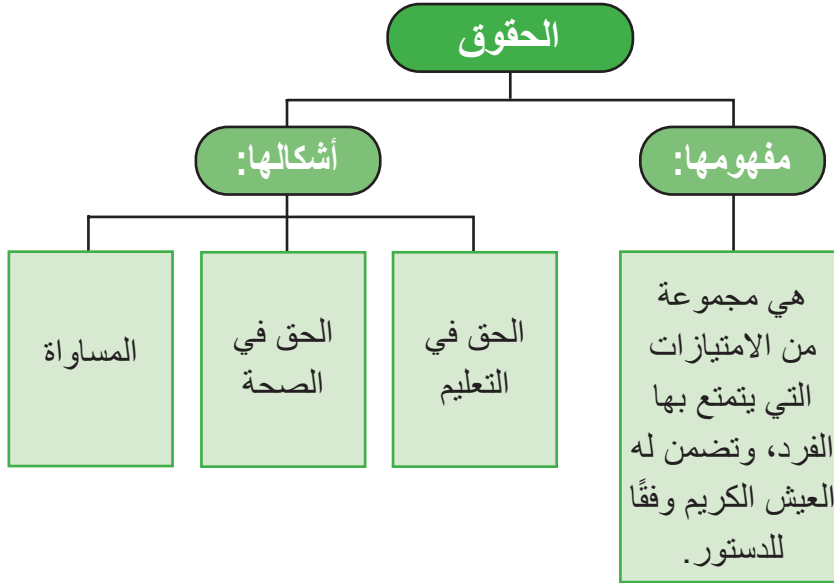 الحقوق
مفهومها:
هي مجموعة
من الامتيازات
التي يتمتع بها
الفرد، وتضمن له
العيش الكريم وفقًا
للدستور.
أشكالها:
الحق في
التعليم
الحق في
الصحة
المساواة